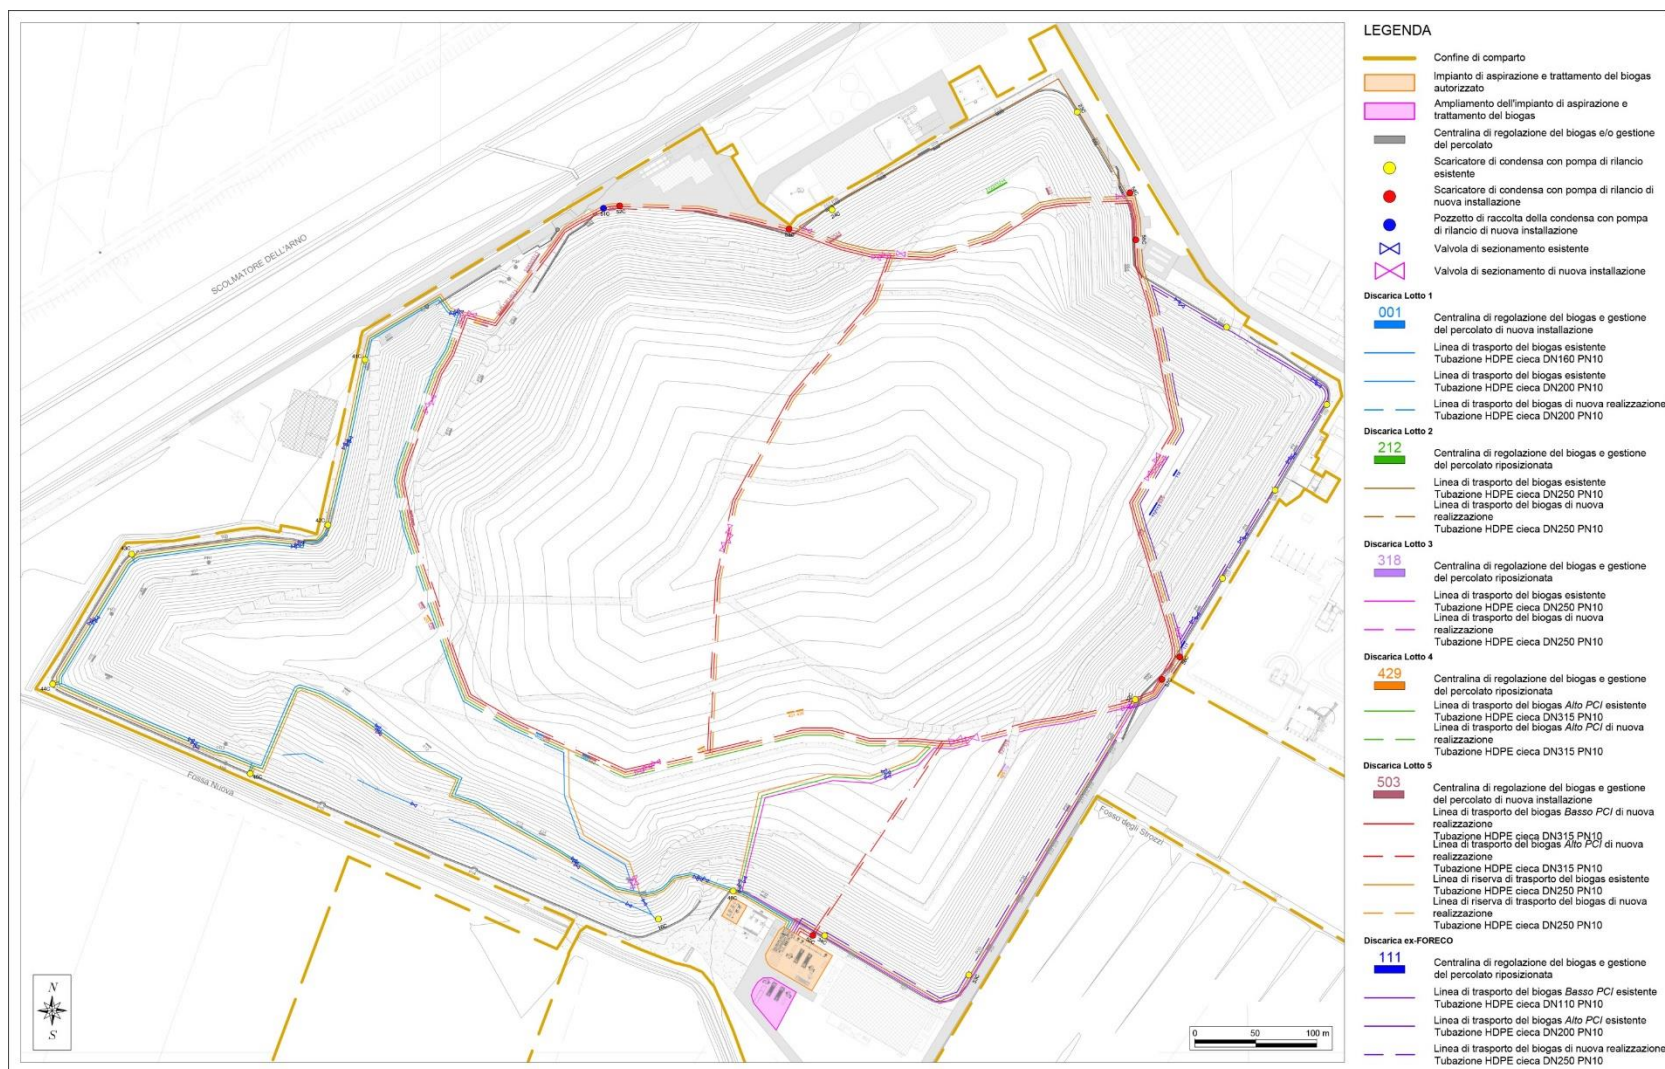 SCOLMATORE DELL'ARNO
Fossa Nuova
Fosso degli Strozzi
N
S
0 50 100 m
LEGENDA
Confine di comparto
Impianto di aspirazione e trattamento del biogas
autorizzato
Ampliamento dell'impianto di aspirazione e
trattamento del biogas
Centralina di regolazione del biogas e/o gestione
del percolato
Scaricatore di condensa con pompa di rilancio
esistente
Scaricatore di condensa con pompa di rilancio di
nuova installazione
Pozzetto di raccolta della condensa con pompa
di rilancio di nuova installazione
Valvola di sezionamento esistente
Valvola di sezionamento di nuova installazione
Discarica Lotto 1
001
Centralina di regolazione del biogas e gestione
del percolato di nuova installazione
Linea di trasporto del biogas esistente
Tubazione HDPE cieca DN160 PN10
Linea di trasporto del biogas esistente
Tubazione HDPE cieca DN200 PN10
Linea di trasporto del biogas di nuova realizzazione
Tubazione HDPE cieca DN200 PN10
Discarica Lotto 2
212
Centralina di regolazione del biogas e gestione
del percolato riposizionata
Linea di trasporto del biogas esistente
Tubazione HDPE cieca DN250 PN10
Linea di trasporto del biogas di nuova
realizzazione
Tubazione HDPE cieca DN250 PN10
Discarica Lotto 3
318
Centralina di regolazione del biogas e gestione
del percolato riposizionata
Linea di trasporto del biogas esistente
Tubazione HDPE cieca DN250 PN10
Linea di trasporto del biogas di nuova
realizzazione
Tubazione HDPE cieca DN250 PN10
Discarica Lotto 4
429
Centralina di regolazione del biogas e gestione
del percolato riposizionata
Linea di trasporto del biogas Alto PCI esistente
Tubazione HDPE cieca DN315 PN10
Linea di trasporto del biogas Alto PCI di nuova
realizzazione
Tubazione HDPE cieca DN315 PN10
Discarica Lotto 5
503
Centralina di regolazione del biogas e gestione
del percolato di nuova installazione
Linea di trasporto del biogas Basso PCI di nuova
realizzazione
Tubazione HDPE cieca DN315 PN10
Linea di trasporto del biogas Alto PCI di nuova
realizzazione
Tubazione HDPE cieca DN315 PN10
Linea di riserva di trasporto del biogas esistente
Tubazione HDPE cieca DN250 PN10
Linea di riserva di trasporto del biogas di nuova
realizzazione
Tubazione HDPE cieca DN250 PN10
Discarica ex-FORECO
111
Centralina di regolazione del biogas e gestione
del percolato riposizionata
Linea di trasporto del biogas Basso PCI esistente
Tubazione HDPE cieca DN110 PN10
Linea di trasporto del biogas Alto PCI esistente
Tubazione HDPE cieca DN200 PN10
Linea di trasporto del biogas di nuova realizzazione
Tubazione HDPE cieca DN250 PN10